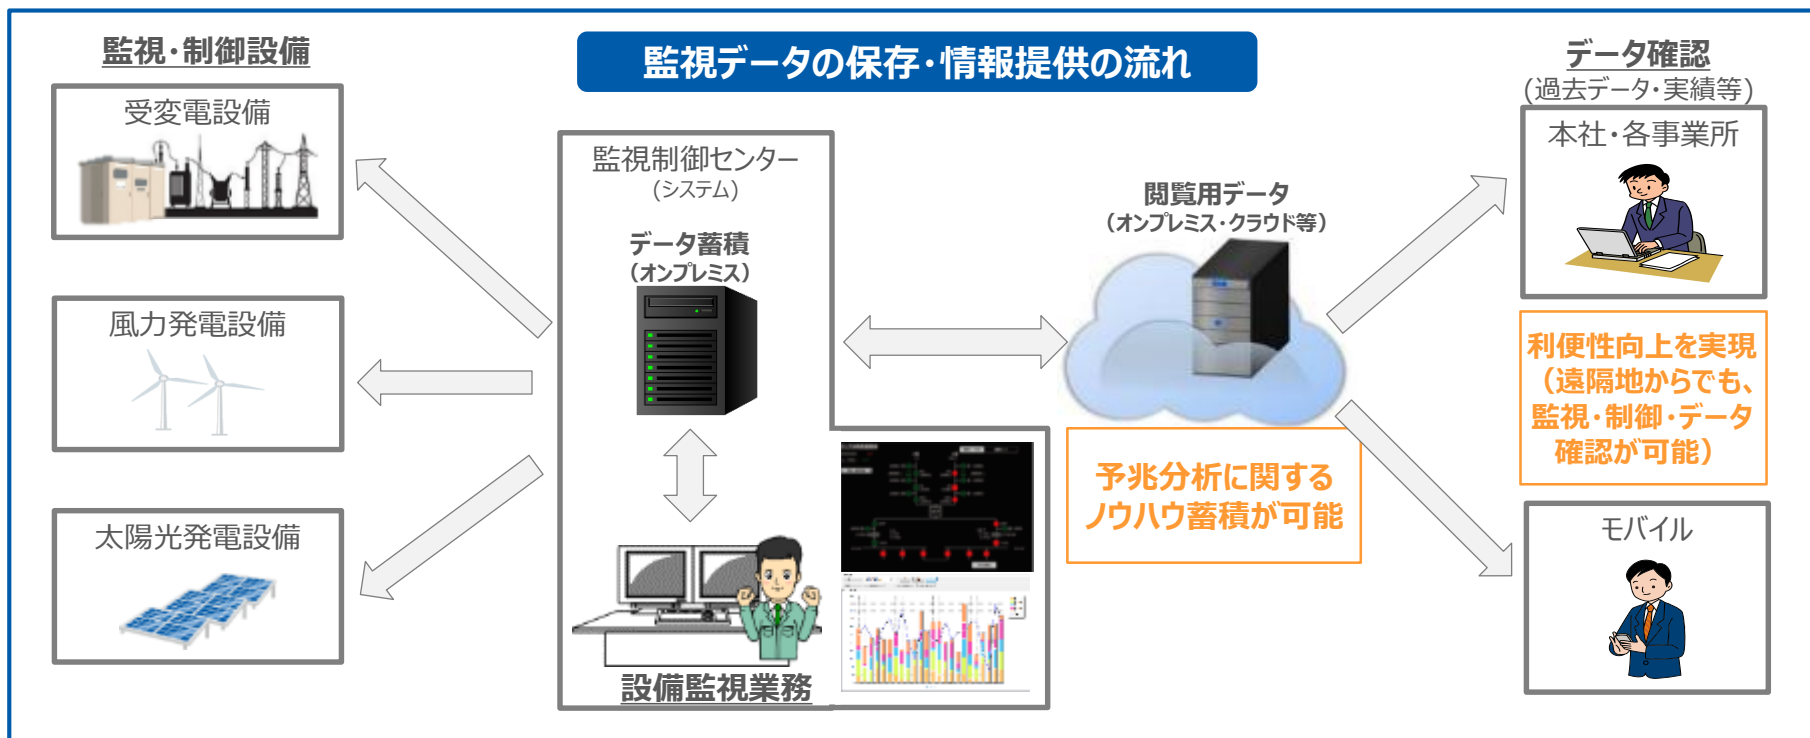 監視・制御設備
受変電設備
風力発電設備
太陽光発電設備
監視データの保存・情報提供の流れ
監視制御センター
(システム)
データ蓄積
（オンプレミス）
設備監視業務
閲覧用データ
（オンプレミス・クラウド等）
予兆分析に関する
ノウハウ蓄積が可能
データ確認
(過去データ・実績等)
本社・各事業所
利便性向上を実現
（遠隔地からでも、
監視・制御・データ
確認が可能）
モバイル